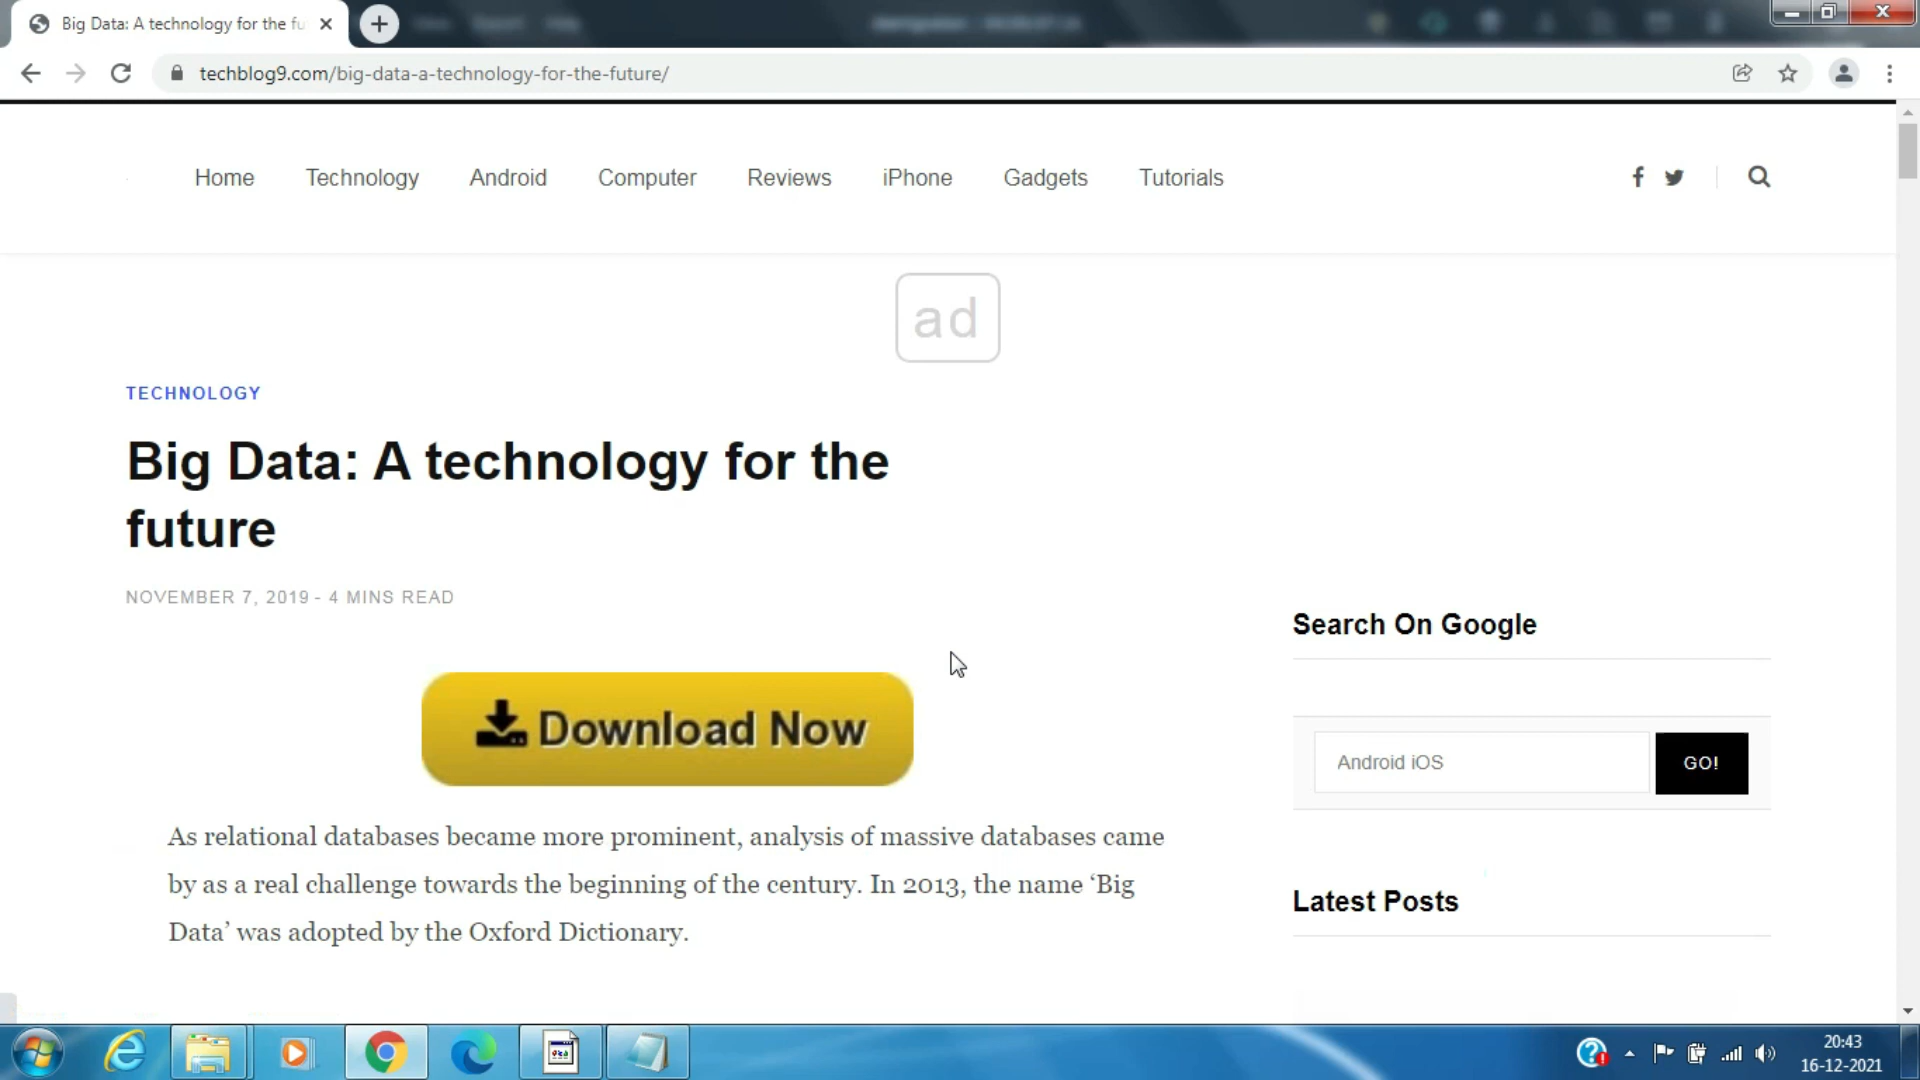 Big Data: A technology for the fu
techblog9.com/big-data-a-technology-for-the-future/
Home Technology Android Computer Reviews iPhone Gadgets Tutorials
ad
TECHNOLOGY
Big Data: A technology for the
future
NOVEMBER 7, 2019 - 4 MINS READ
Download Now
As relational databases became more prominent, analysis of massive databases came
by as a real challenge towards the beginning of the century. In 2013, the name ‘Big
Data’ was adopted by the Oxford Dictionary.
Search On Google
Android iOS GO!
Latest Posts
20:43
16-12-2021